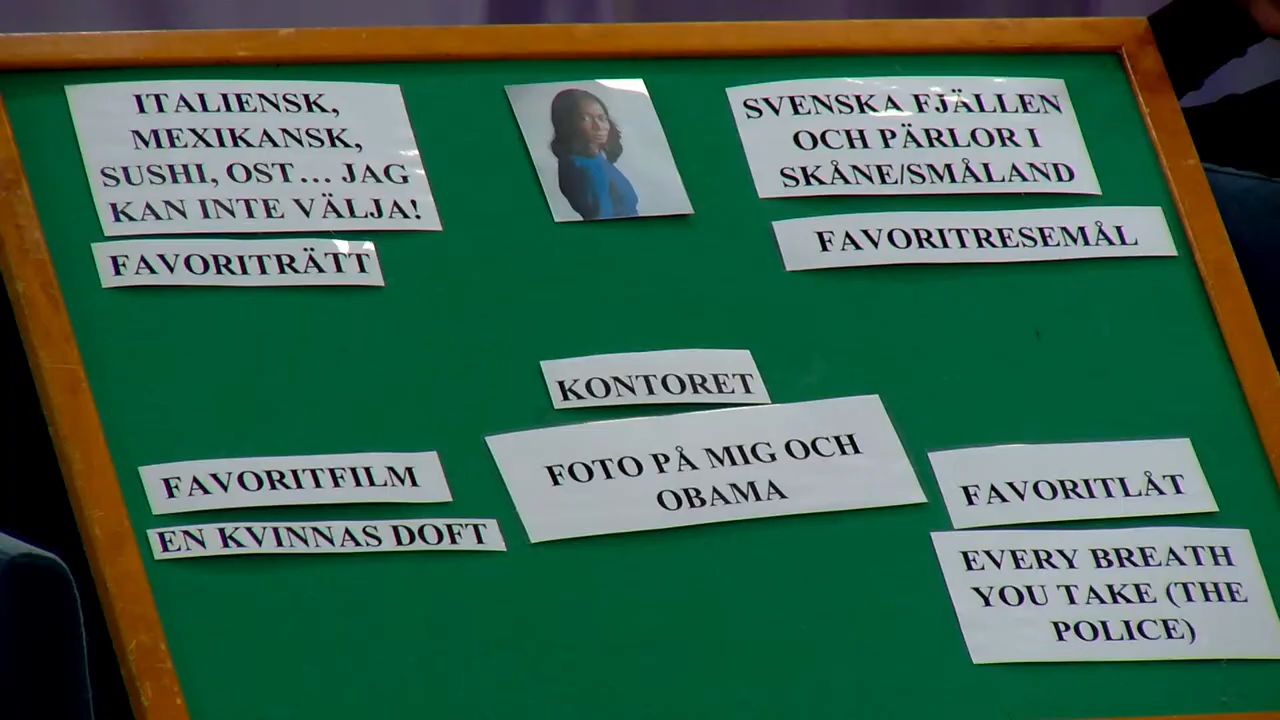 ITALIENSK,
MEXIKANSK,
SUSHI, OST... JAG
KAN INTE VÄLJA!
FAVORITRÄTT
SVENSKA FJÄLLEN
OCH PÄRLOR I
SKÅNE/SMÅLAND
FAVORITRESEMÅL
KONTORET
FOTO PÅ MIG OCH
OBAMA
FAVORITFILM
EN KVINNAS DOFT
FAVORITLÅT
EVERY BREATH
YOU TAKE (THE
POLICE)